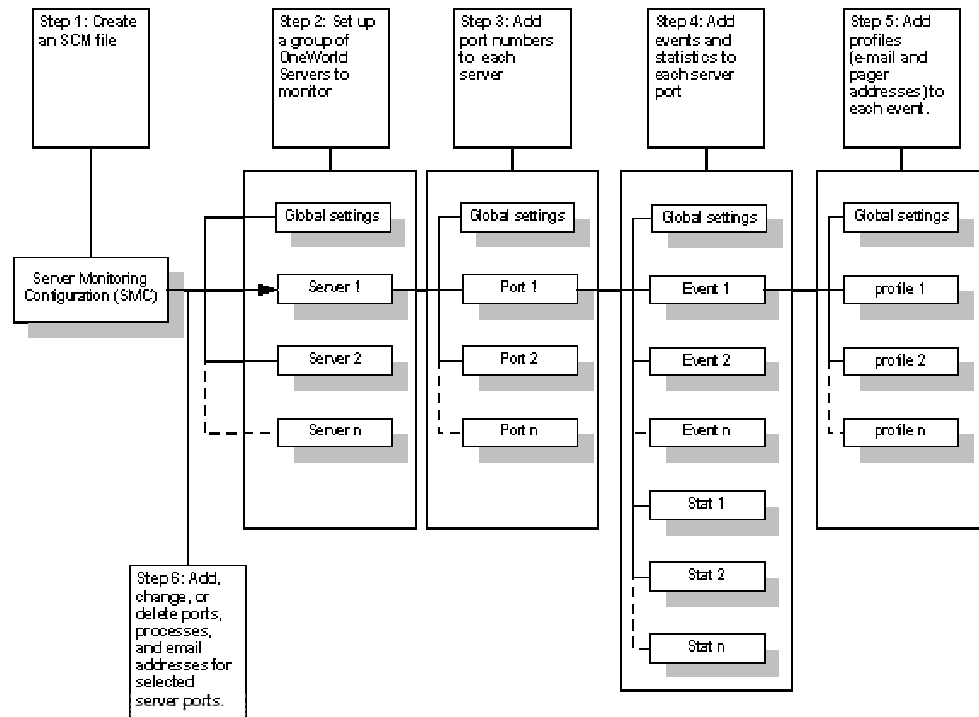 Step 1: Create
an SCM file
Step 2: Set up
a group of
OneWorld
Servers to
monitor
Step 3: Add
port numbers
to each
server
Step 4: Add
events and
statistics to
each server
port
Step 5: Add
profiles
(e-mail and
pager
addresses) to
each event.
Server Monitoring
Configuration (SMC)
Global settings
Server 1
Server 2
Server n
Global settings
Port 1
Port 2
Port n
Global settings
Event 1
Event 2
Event n
Stat 1
Stat 2
Stat n
Global settings
profile 1
profile 2
profile n
Step 6: Add,
change, or
delete ports,
processes,
and email
addresses for
selected
server ports.